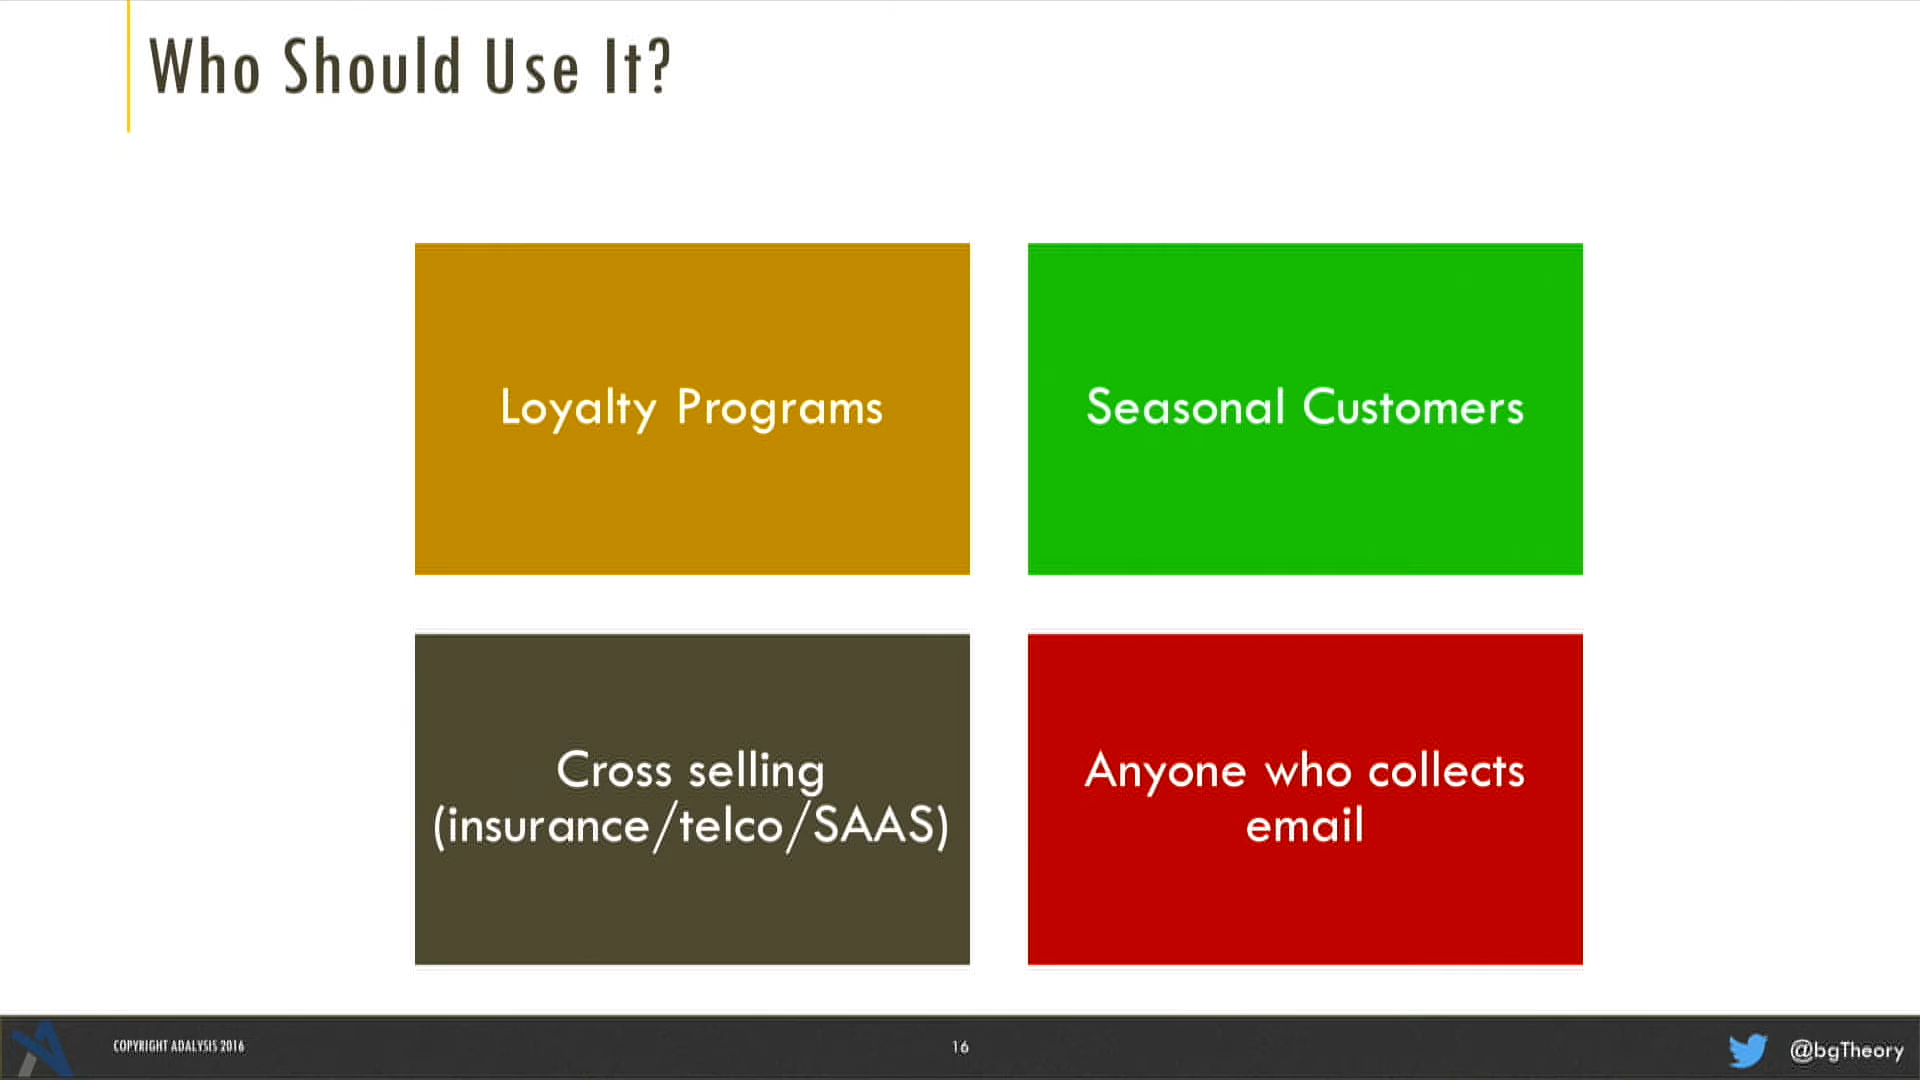 Who Should Use It?
Loyalty Programs
Seasonal Customers
Cross selling
(insurance/telco/SAAS)
Anyone who collects
email
COPYRIGHT ADALYSIS 2016
16
@bgTheory